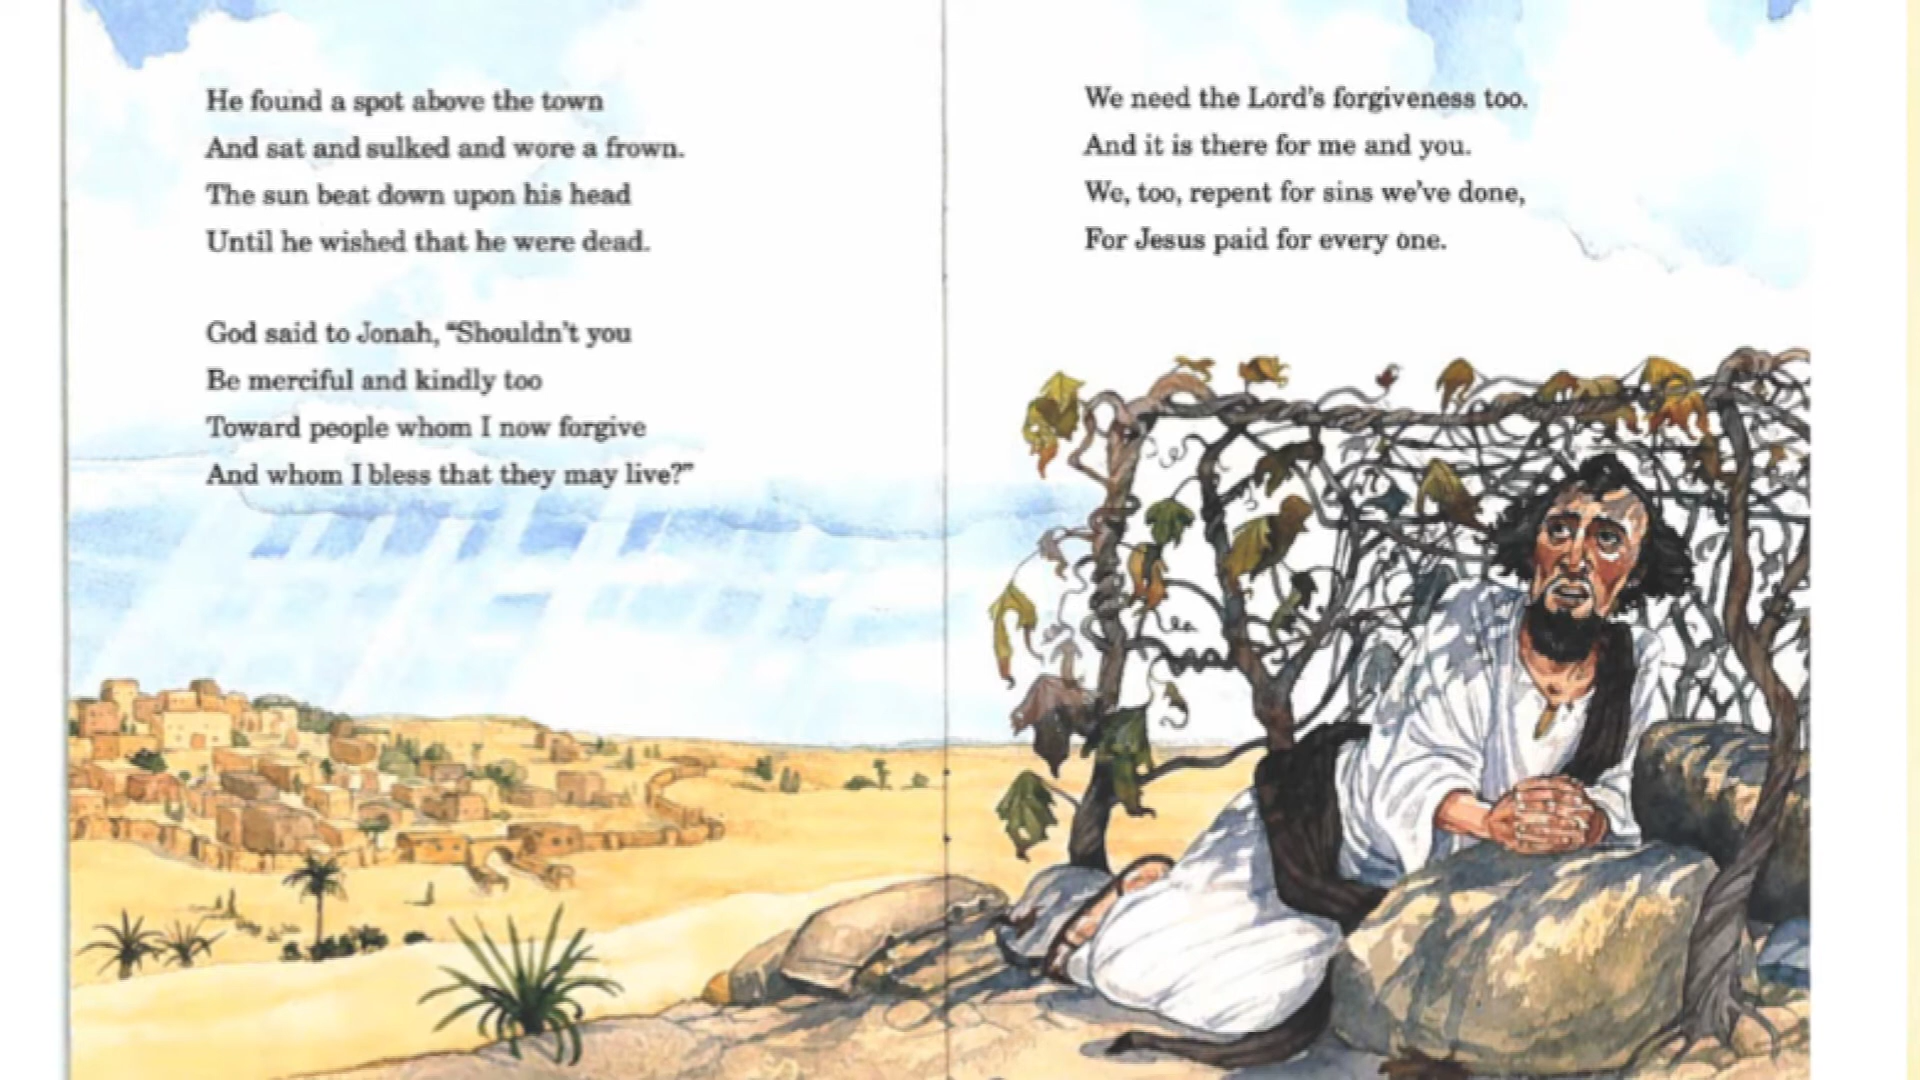 He found a spot above the town
And sat and sulked and wore a frown.
The sun beat down upon his head
Until he wished that he were dead.
God said to Jonah, “Shouldn’t you
Be merciful and kindly too
Toward people whom I now forgive
And whom I bless that they may live?”
We need the Lord’s forgiveness too.
And it is there for me and you.
We, too, repent for sins we’ve done,
For Jesus paid for every one.